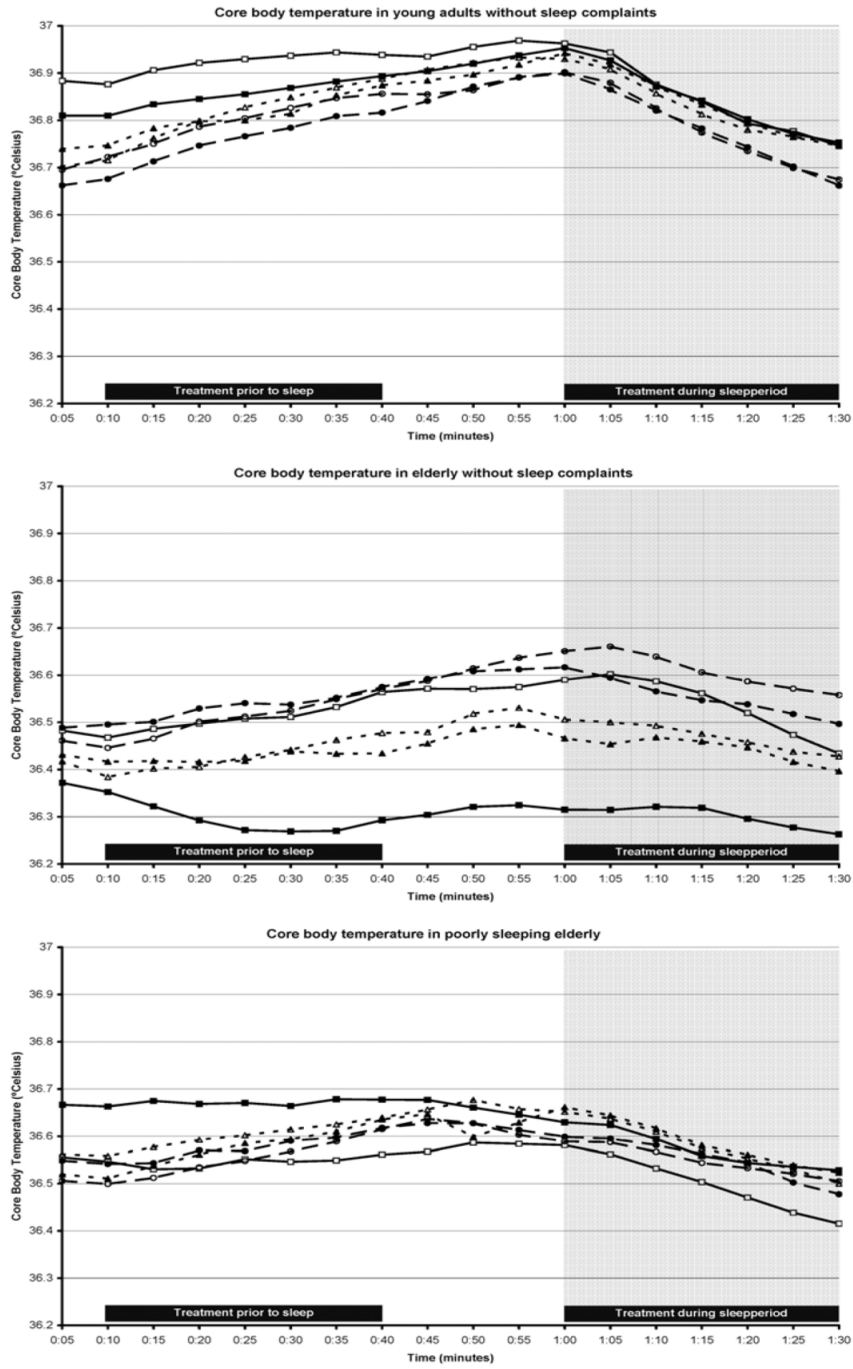 Core body temperature in young adults without sleep complaints
37
36.9
36.8
36.7
36.6
36.5
36.4
36.3
36.2
Core Body Temperature (°Celsius)
Treatment prior to sleep Treatment during sleepperiod
0:05 0:10 0:15 0:20 0:25 0:30 0:35 0:40 0:45 0:50 0:55 1:00 1:05 1:10 1:15 1:20 1:25 1:30
Time (minutes)
Core body temperature in elderly without sleep complaints
37
36.9
36.8
36.7
36.6
36.5
36.4
36.3
36.2
Core Body Temperature (°Celsius)
Treatment prior to sleep Treatment during sleepperiod
0:05 0:10 0:15 0:20 0:25 0:30 0:35 0:40 0:45 0:50 0:55 1:00 1:05 1:10 1:15 1:20 1:25 1:30
Time (minutes)
Core body temperature in poorly sleeping elderly
37
36.9
36.8
36.7
36.6
36.5
36.4
36.3
36.2
Core Body Temperature (°Celsius)
Treatment prior to sleep Treatment during sleepperiod
0:05 0:10 0:15 0:20 0:25 0:30 0:35 0:40 0:45 0:50 0:55 1:00 1:05 1:10 1:15 1:20 1:25 1:30
Time (minutes)